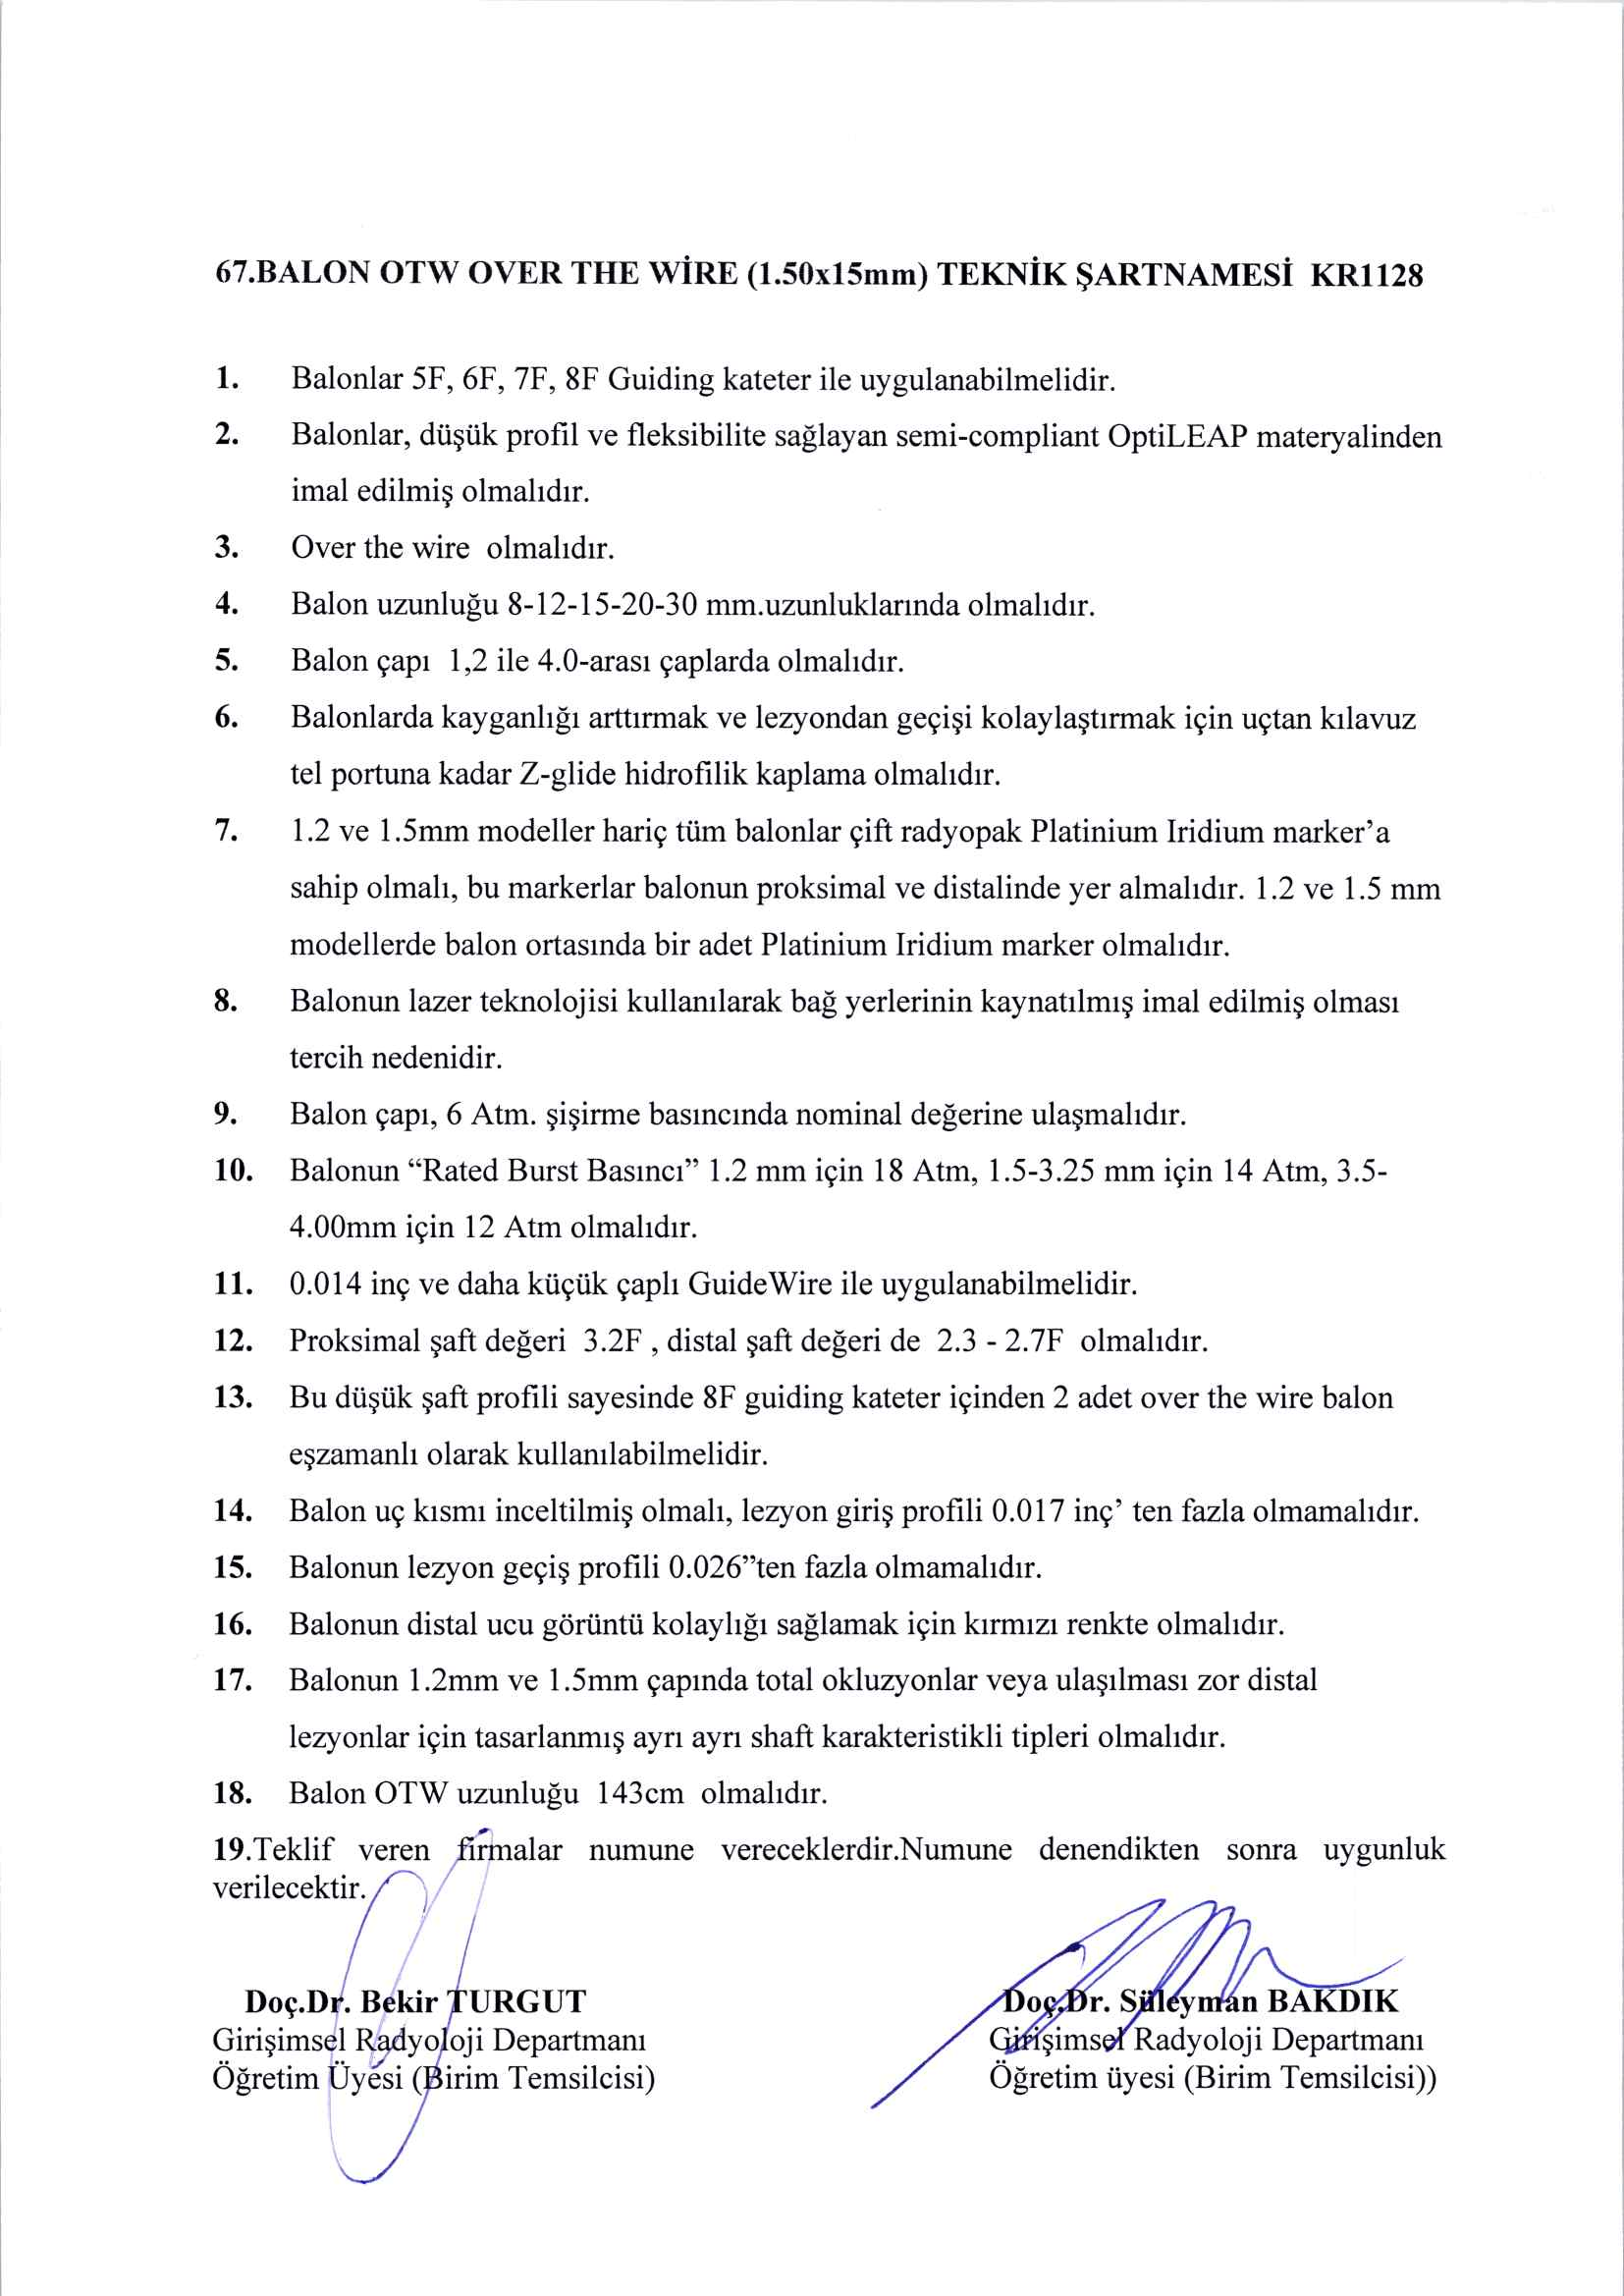 67.BALON OTW OVER THE WİRE (1.50x15mm) TEKNİK ŞARTNAMESİ KR1128
1. Balonlar 5F, 6F, 7F, 8F Guiding kateter ile uygulanabilmelidir.
2. Balonlar, düşük profil ve fleksibilite sağlayan semi-compliant OptiLEAP materyalinden
imal edilmiş olmalıdır.
3. Over the wire olmalıdır.
4. Balon uzunluğu 8-12-15-20-30 mm.uzunluklarında olmalıdır.
5. Balon çapı 1,2 ile 4.0-arası çaplarda olmalıdır.
6. Balonlarda kayganlığı arttırmak ve lezyondan geçişi kolaylaştırmak için uçtan kılavuz
tel portuna kadar Z-glide hidrofilik kaplama olmalıdır.
7. 1.2 ve 1.5mm modeller hariç tüm balonlar çift radyopak Platinium Iridium marker’a
sahip olmalı, bu markerlar balonun proksimal ve distalinde yer almalıdır. 1.2 ve 1.5 mm
modellerde balon ortasında bir adet Platinium Iridium marker olmalıdır.
8. Balonun lazer teknolojisi kullanılarak bağ yerlerinin kaynatılmış imal edilmiş olması
tercih nedenidir.
9. Balon çapı, 6 Atm. şişirme basıncında nominal değerine ulaşmalıdır.
10. Balonun “Rated Burst Basıncı” 1.2 mm için 18 Atm, 1.5-3.25 mm için 14 Atm, 3.5-
4.00mm için 12 Atm olmalıdır.
11. 0.014 inç ve daha küçük çaplı GuideWire ile uygulanabilmelidir.
12. Proksimal şaft değeri 3.2F , distal şaft değeri de 2.3 - 2.7F olmalıdır.
13. Bu düşük şaft profili sayesinde 8F guiding kateter içinden 2 adet over the wire balon
eşzamanlı olarak kullanılabilmelidir.
14. Balon uç kısmı inceltilmiş olmalı, lezyon giriş profili 0.017 inç’ ten fazla olmamalıdır.
15. Balonun lezyon geçiş profili 0.026”ten fazla olmamalıdır.
16. Balonun distal ucu görüntü kolaylığı sağlamak için kırmızı renkte olmalıdır.
17. Balonun 1.2mm ve 1.5mm çapında total okluzyonlar veya ulaşılması zor distal
lezyonlar için tasarlanmış ayrı ayrı shaft karakteristikli tipleri olmalıdır.
18. Balon OTW uzunluğu 143cm olmalıdır.
19.Teklif veren firmalar numune vereceklerdir.Numune denendikten sonra uygunluk
verilecektir.
Doç.Dr. Bekir TURGUT
Girişimsel Radyoloji Departmanı
Öğretim Üyesi (Birim Temsilcisi)
Doç.Dr. Süleyman BAKDIK
Girişimsel Radyoloji Departmanı
Öğretim üyesi (Birim Temsilcisi))